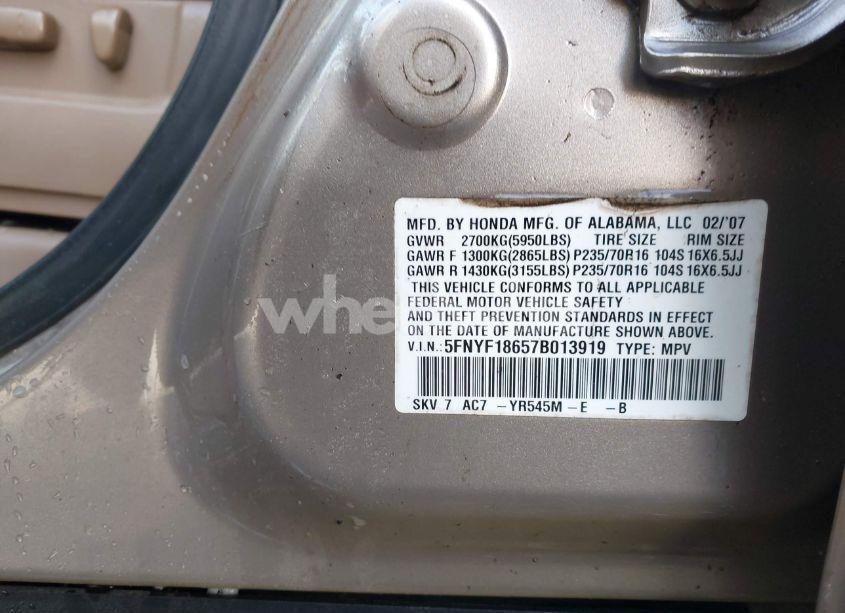 MFD. BY HONDA MFG. OF ALABAMA, LLC 02/'07
GVWR 2700KG(5950LBS) TIRE SIZE RIM SIZE
GAWR F 1300KG(2865LBS) P235/70R16 104S 16X6.5JJ
GAWR R 1430KG(3155LBS) P235/70R16 104S 16X6.5JJ
THIS VEHICLE CONFORMS TO ALL APPLICABLE
FEDERAL MOTOR VEHICLE SAFETY
AND THEFT PREVENTION STANDARDS IN EFFECT
ON THE DATE OF MANUFACTURE SHOWN ABOVE.
V.I.N.: 5FNYF18657B013919 TYPE: MPV
SKV 7 AC7 -YR545M -E -B